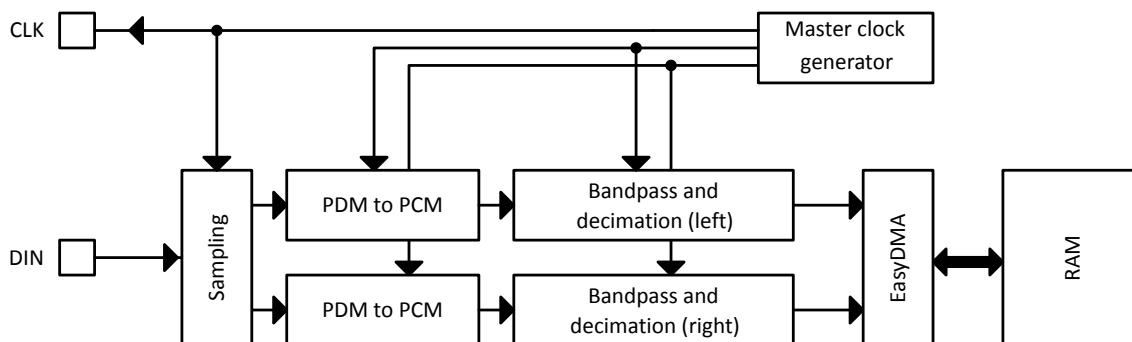 CLK
Master clock
generator
DIN
Sampling
PDM to PCM
Bandpass and
decimation (left)
PDM to PCM
Bandpass and
decimation (right)
EasyDMA
RAM